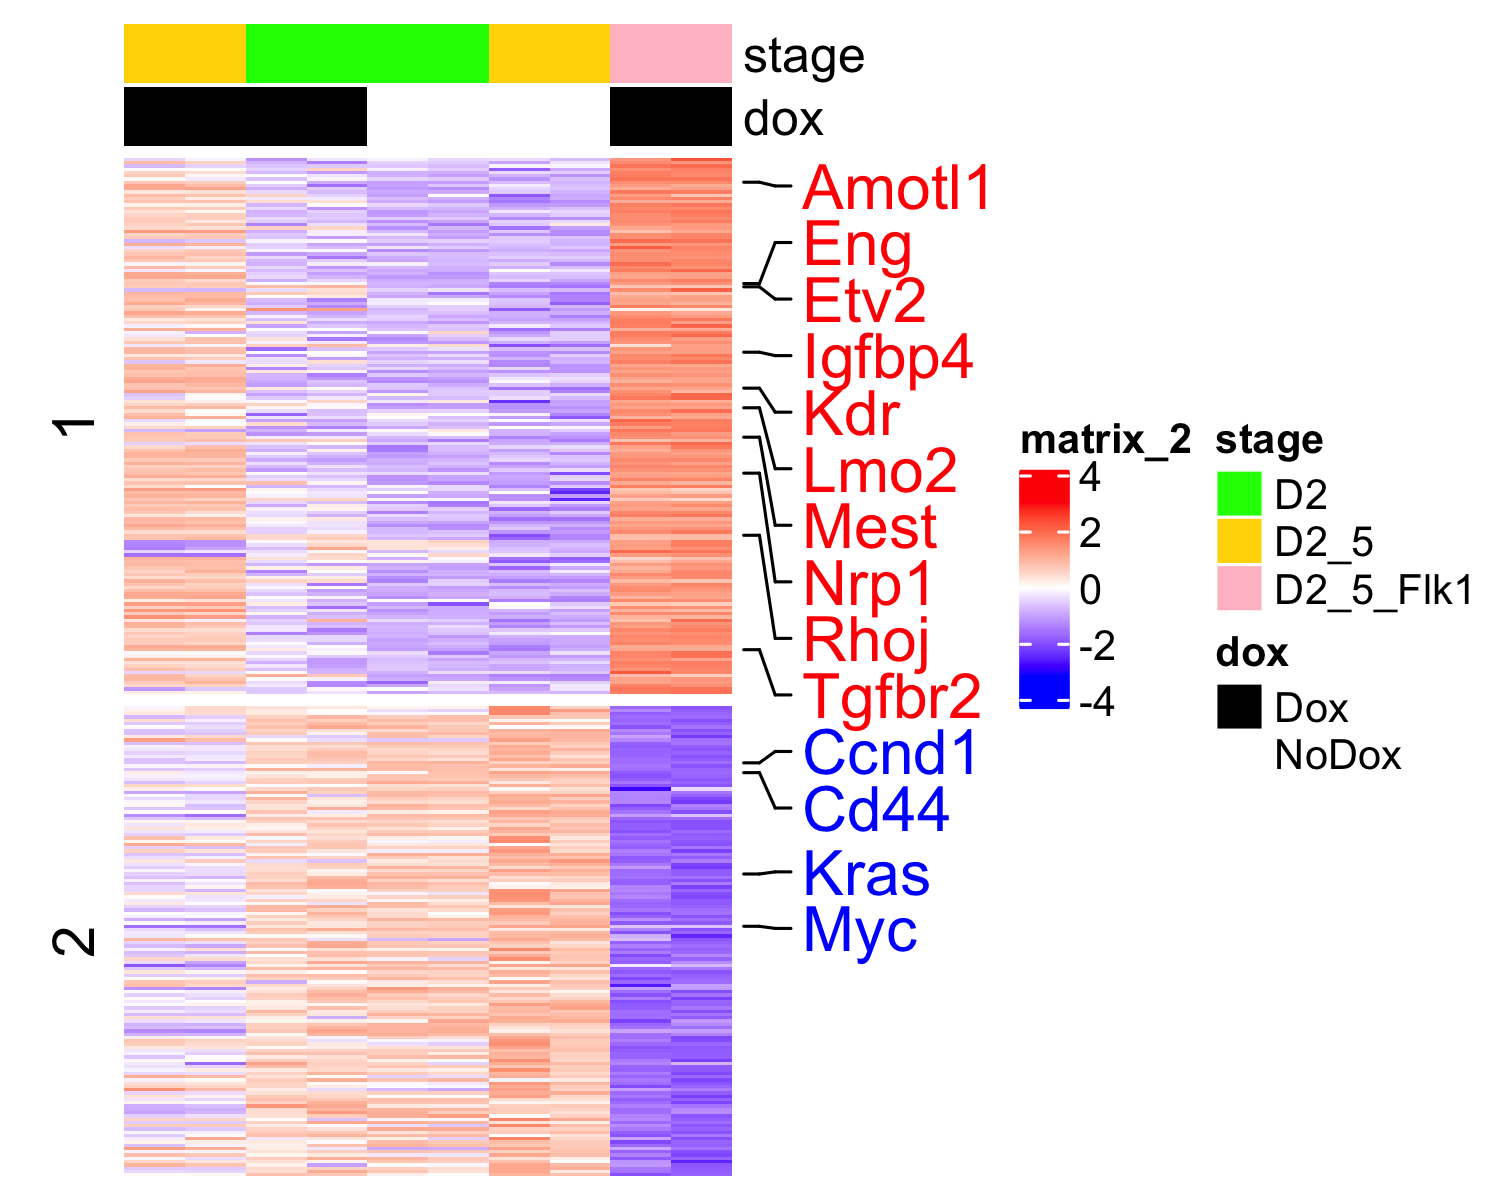 stage
dox
1
2
Amotl1
Eng
Etv2
Igfbp4
Kdr
Lmo2
Mest
Nrp1
Rhoj
Tgfbr2
Ccnd1
Cd44
Kras
Myc
matrix_2
4
2
0
-2
-4
stage
D2
D2_5
D2_5_Flk1
dox
Dox
NoDox